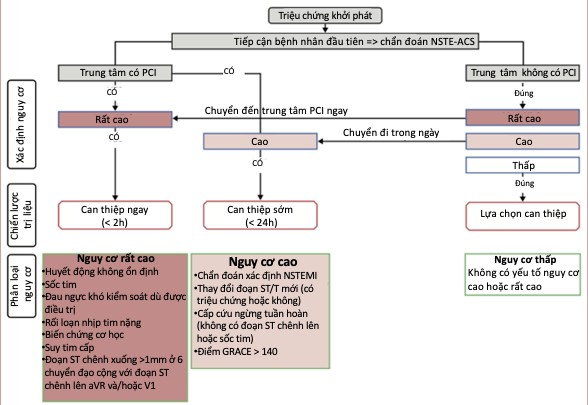 Triệu chứng khởi phát
Tiếp cận bệnh nhân đầu tiên => chẩn đoán NSTE-ACS
Trung tâm có PCI
CÓ
Trung tâm không có PCI
CÓ
Đúng
Xác định nguy cơ
Rất cao
Chuyển đến trung tâm PCI ngay
Rất cao
CÓ
Cao
Chuyển đi trong ngày
Cao
CÓ
Thấp
Đúng
Chiến lược
trị liệu
Can thiệp ngay
(< 2h)
Can thiệp sớm
(< 24h)
Lựa chọn can thiệp
Phân loại
nguy cơ
Nguy cơ rất cao
•Huyết động không ổn định
•Sốc tim
•Đau ngực khó kiểm soát dù được
điều trị
•Rối loạn nhịp tim nặng
•Biến chứng cơ học
•Suy tim cấp
•Đoạn ST chênh xuống >1mm ở 6
chuyển đạo cộng với đoạn ST
chênh lên aVR và/hoặc V1
Nguy cơ cao
•Chẩn đoán xác định NSTEMI
•Thay đổi đoạn ST/T mới (có
triệu chứng hoặc không)
•Cấp cứu ngừng tuần hoàn
(không có đoạn ST chênh lên
hoặc sốc tim)
•Điểm GRACE > 140
Nguy cơ thấp
Không có yếu tố nguy cơ
cao hoặc rất cao